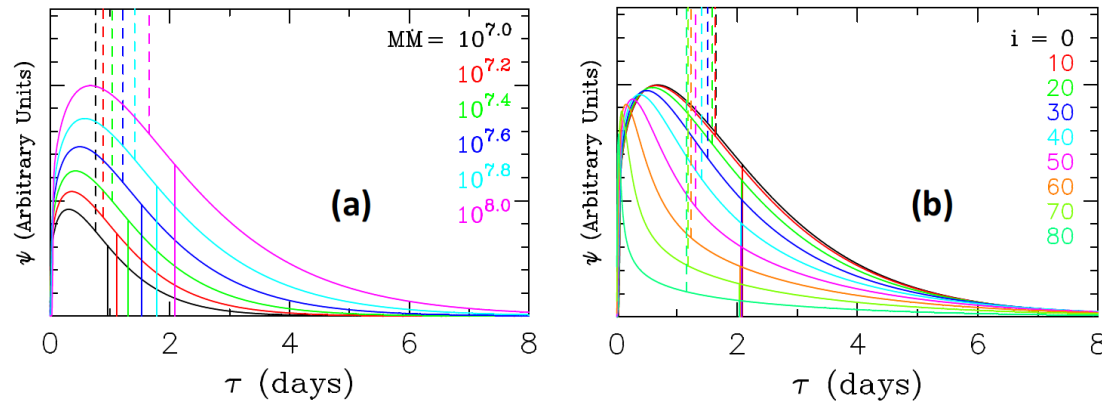 MṀ = 10^7.0
10^7.2
10^7.4
10^7.6
10^7.8
10^8.0
(a)
ψ (Arbitrary Units)
0 2 4 6 8
τ (days)
i = 0
10
20
30
40
50
60
70
80
(b)
ψ (Arbitrary Units)
0 2 4 6 8
τ (days)